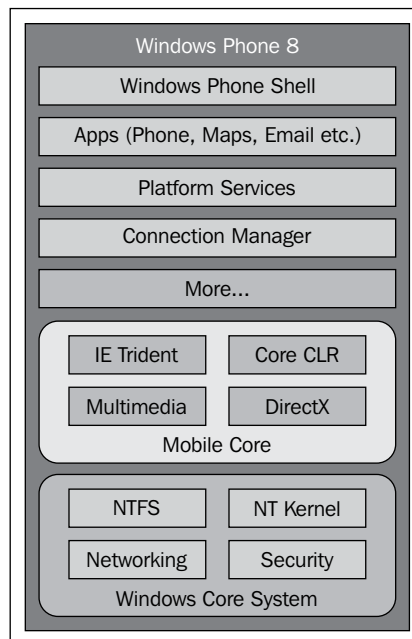 Windows Phone 8
Windows Phone Shell
Apps (Phone, Maps, Email etc.)
Platform Services
Connection Manager
More...
IE Trident
Core CLR
Multimedia
DirectX
Mobile Core
NTFS
NT Kernel
Networking
Security
Windows Core System